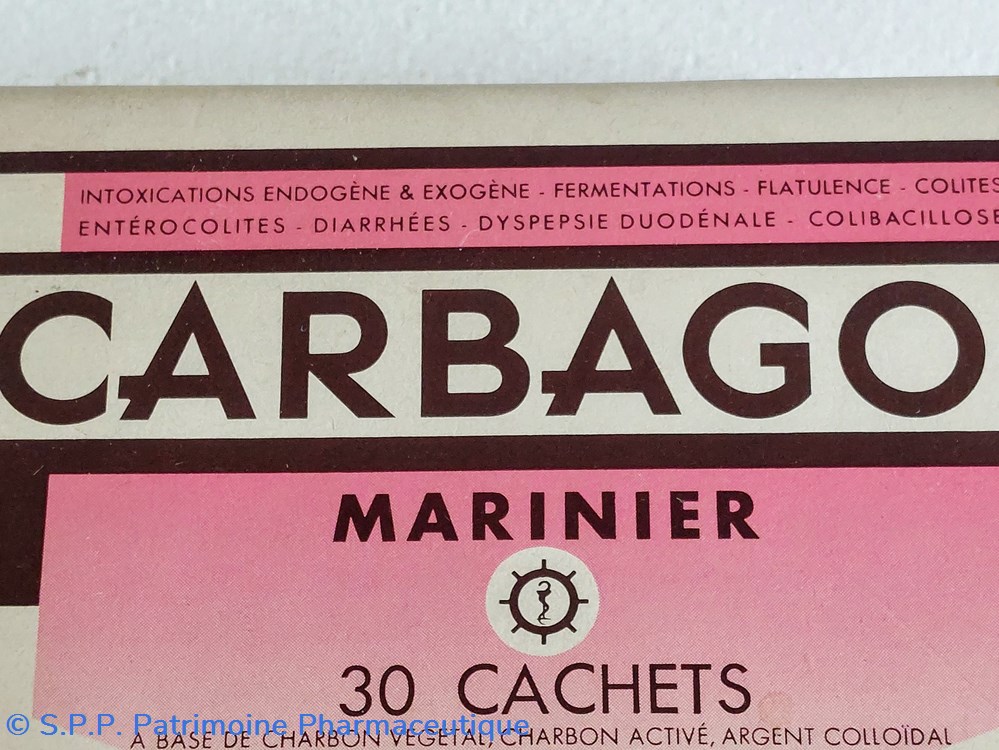 INTOXICATIONS ENDOGÈNE & EXOGÈNE - FERMENTATIONS - FLATULENCE - COLITES
ENTÉROCOLITES - DIARRHÉES - DYSPEPSIE DUODÉNALE - COLIBACILLOSE
CARBAGO
MARINIER
30 CACHETS
© S.P.P. Patrimoine Pharmaceutique
A BASE DE CHARBON VÉGÉTAL, CHARBON ACTIVÉ, ARGENT COLLOÏDAL